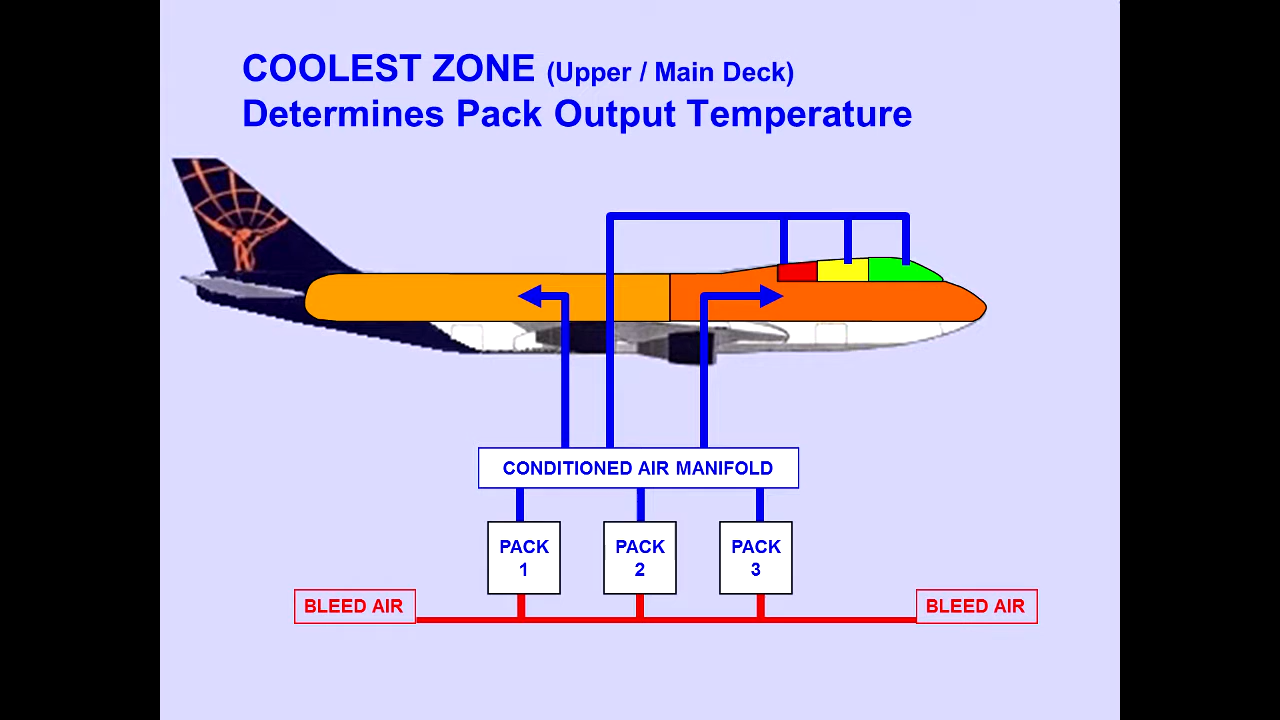 COOLEST ZONE (Upper / Main Deck)
Determines Pack Output Temperature
CONDITIONED AIR MANIFOLD
PACK
1
PACK
2
PACK
3
BLEED AIR
BLEED AIR